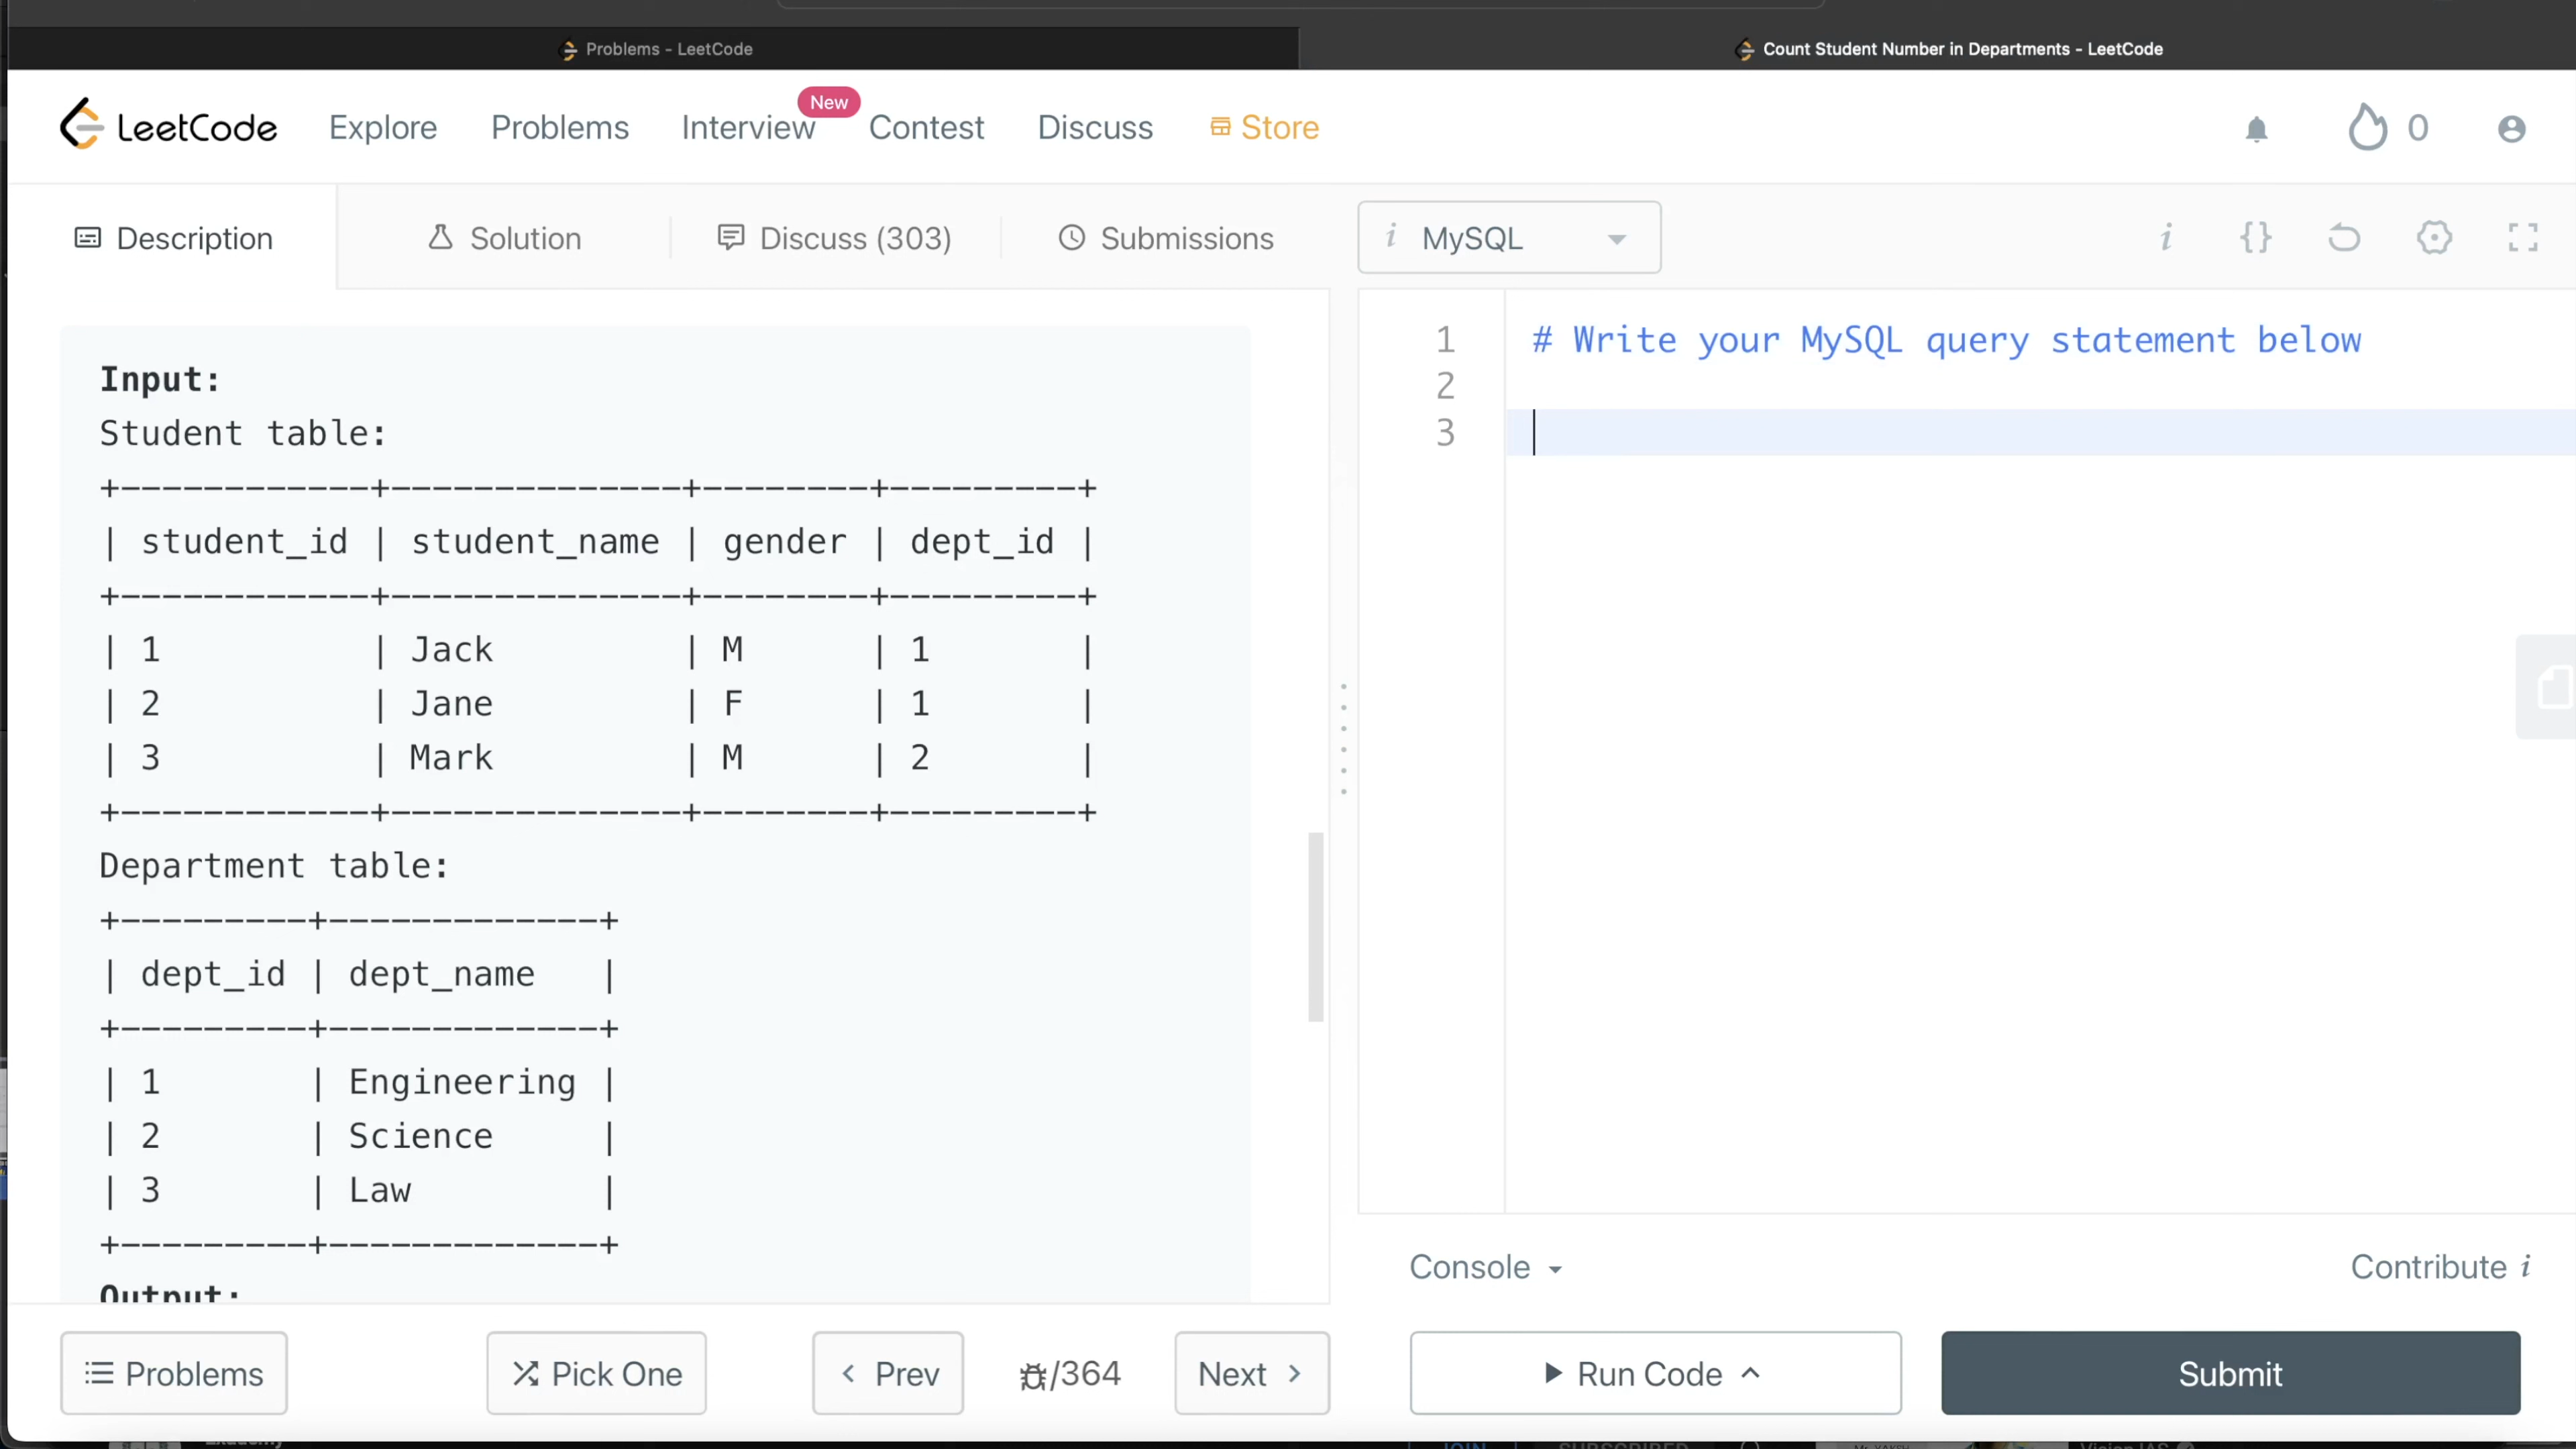 Problems - LeetCode
Count Student Number in Departments - LeetCode
LeetCode Explore Problems Interview New Contest Discuss Store 0
Description Solution Discuss (303) Submissions
i MySQL i {}
Input:
Student table:
+------------+--------------+--------+---------+
| student_id | student_name | gender | dept_id |
+------------+--------------+--------+---------+
| 1          | Jack         | M      | 1       |
| 2          | Jane         | F      | 1       |
| 3          | Mark         | M      | 2       |
+------------+--------------+--------+---------+
Department table:
+---------+-------------+
| dept_id | dept_name   |
+---------+-------------+
| 1       | Engineering |
| 2       | Science     |
| 3       | Law         |
+---------+-------------+
Output:
1 # Write your MySQL query statement below
2
3
Console Contribute i
Problems Pick One < Prev /364 Next > Run Code Submit